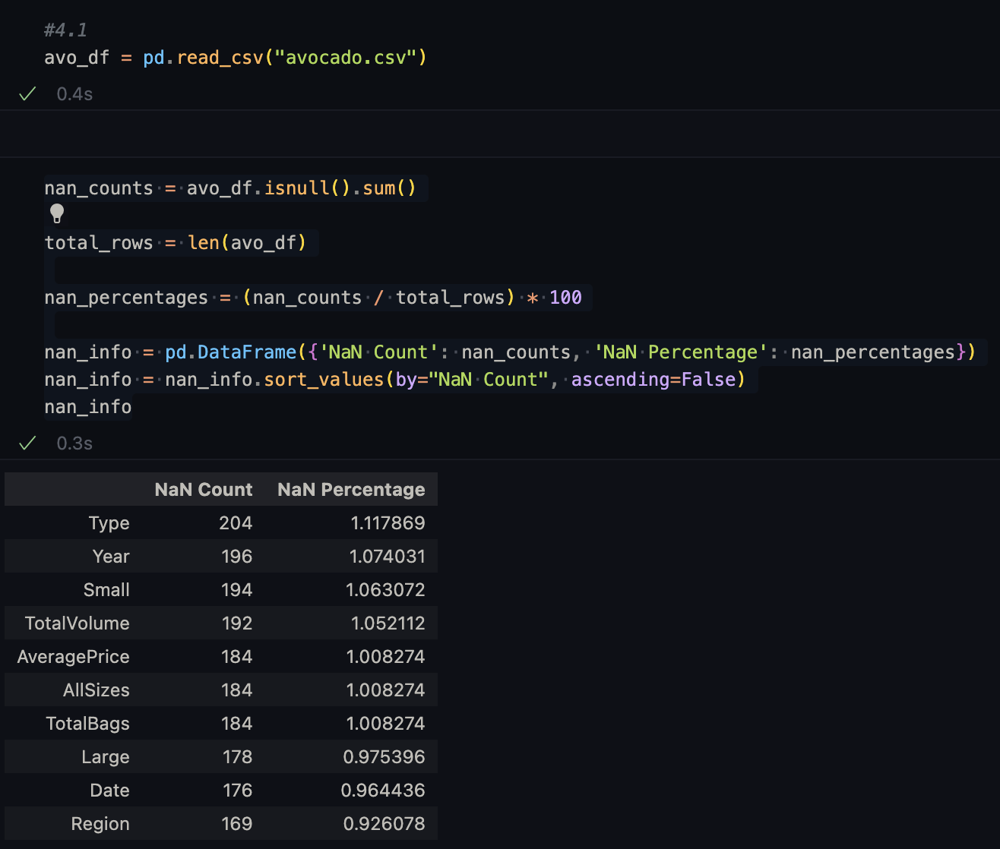 #4.1
avo_df = pd.read_csv("avocado.csv")
0.4s
nan_counts = avo_df.isnull().sum()
total_rows = len(avo_df)
nan_percentages = (nan_counts / total_rows) * 100
nan_info = pd.DataFrame({'NaN Count': nan_counts, 'NaN Percentage': nan_percentages})
nan_info = nan_info.sort_values(by="NaN Count", ascending=False)
nan_info
0.3s
NaN Count NaN Percentage
Type 204 1.117869
Year 196 1.074031
Small 194 1.063072
TotalVolume 192 1.052112
AveragePrice 184 1.008274
AllSizes 184 1.008274
TotalBags 184 1.008274
Large 178 0.975396
Date 176 0.964436
Region 169 0.926078